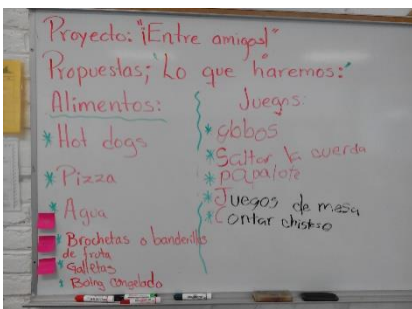 Proyecto: "¡Entre amigos!"
Propuestas; "Lo que haremos:"
Alimentos:
* Hot dogs
* Pizza
* Agua
* Brochetas o banderillas
de fruta
* Galletas
* Boing congelado
Juegos:
* globos
* Saltar la cuerda
* papalote
* Juegos de mesa
* Contar chistes